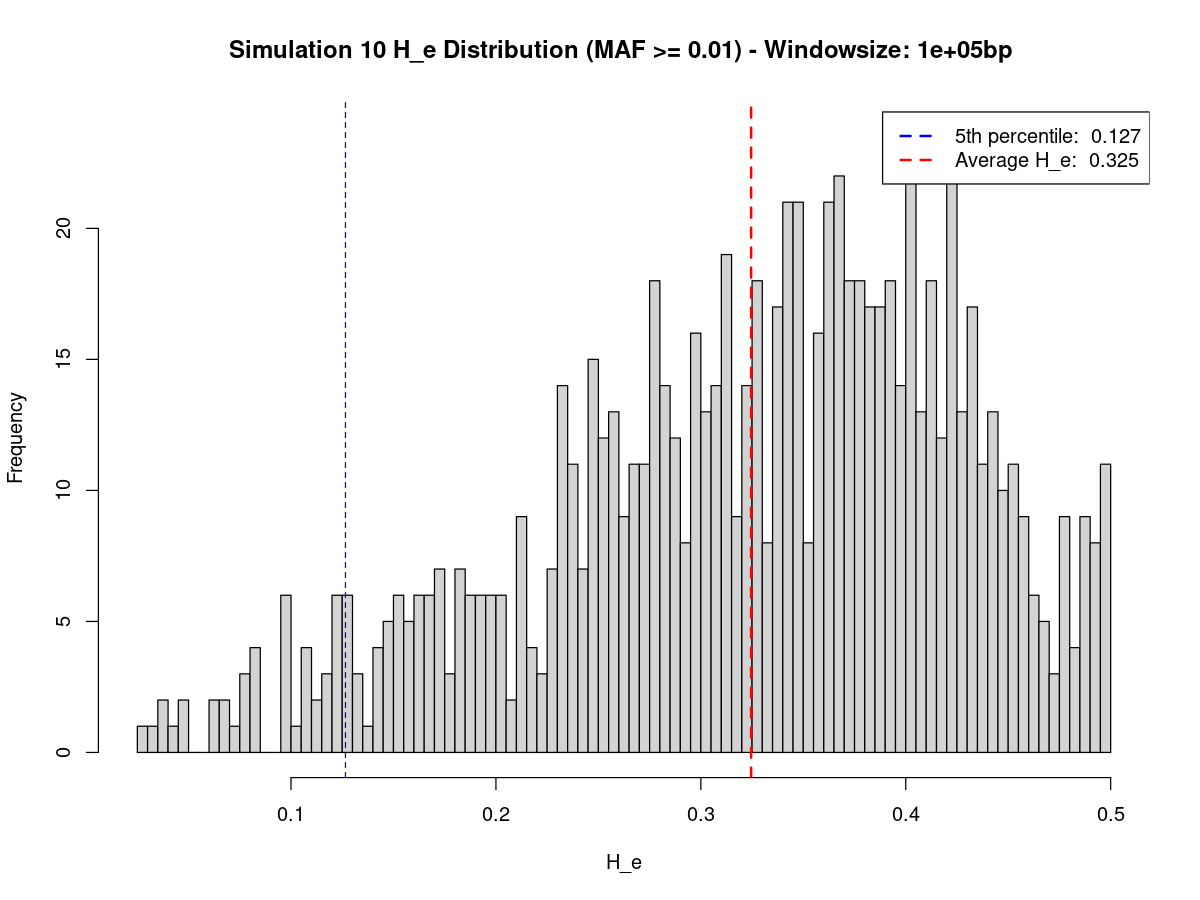 Simulation 10 H_e Distribution (MAF >= 0.01) - Windowsize: 1e+05bp
5th percentile: 0.127
Average H_e: 0.325
Frequency
20
15
10
5
0
0.1 0.2 0.3 0.4 0.5
H_e